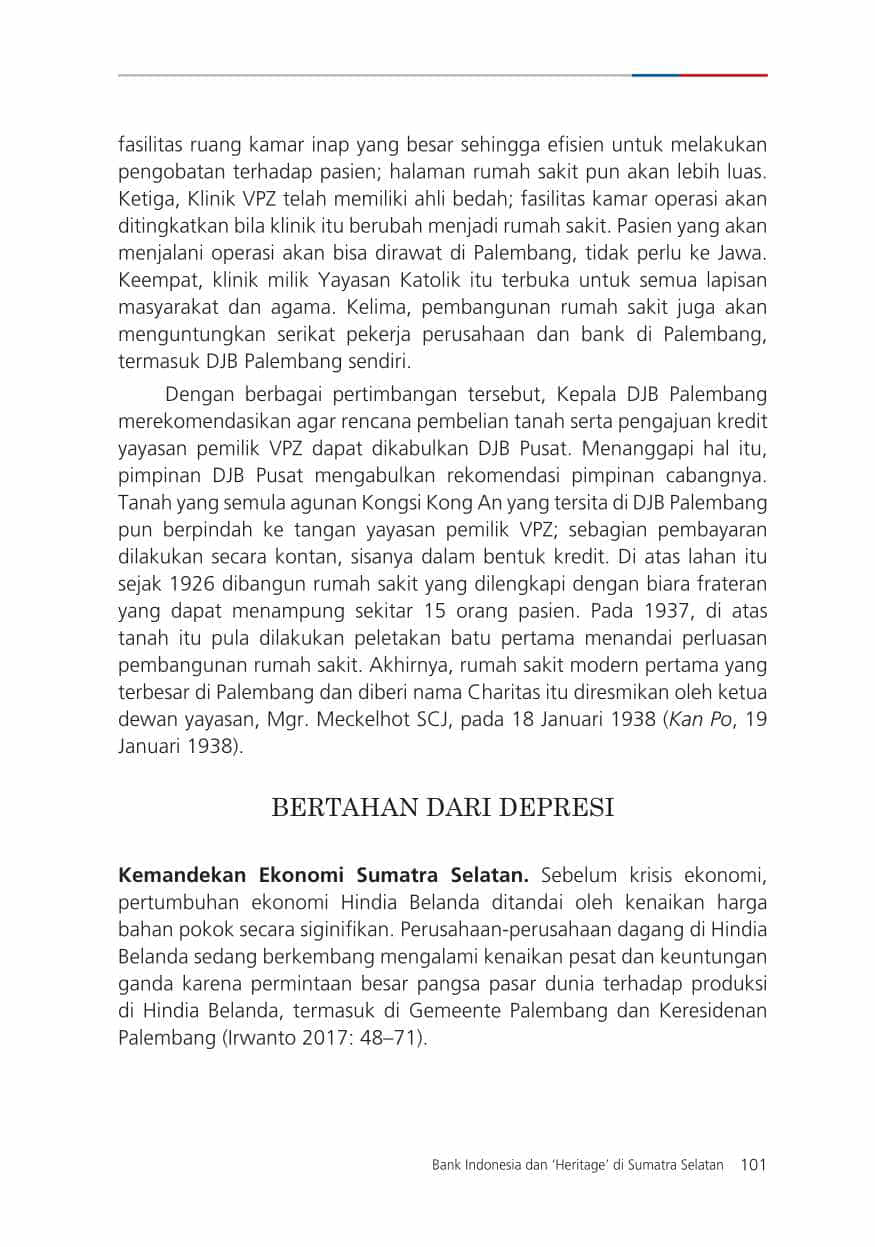 fasilitas ruang kamar inap yang besar sehingga efisien untuk melakukan
pengobatan terhadap pasien; halaman rumah sakit pun akan lebih luas.
Ketiga, Klinik VPZ telah memiliki ahli bedah; fasilitas kamar operasi akan
ditingkatkan bila klinik itu berubah menjadi rumah sakit. Pasien yang akan
menjalani operasi akan bisa dirawat di Palembang, tidak perlu ke Jawa.
Keempat, klinik milik Yayasan Katolik itu terbuka untuk semua lapisan
masyarakat dan agama. Kelima, pembangunan rumah sakit juga akan
menguntungkan serikat pekerja perusahaan dan bank di Palembang,
termasuk DJB Palembang sendiri.
Dengan berbagai pertimbangan tersebut, Kepala DJB Palembang
merekomendasikan agar rencana pembelian tanah serta pengajuan kredit
yayasan pemilik VPZ dapat dikabulkan DJB Pusat. Menanggapi hal itu,
pimpinan DJB Pusat mengabulkan rekomendasi pimpinan cabangnya.
Tanah yang semula agunan Kongsi Kong An yang tersita di DJB Palembang
pun berpindah ke tangan yayasan pemilik VPZ; sebagian pembayaran
dilakukan secara kontan, sisanya dalam bentuk kredit. Di atas lahan itu
sejak 1926 dibangun rumah sakit yang dilengkapi dengan biara frateran
yang dapat menampung sekitar 15 orang pasien. Pada 1937, di atas
tanah itu pula dilakukan peletakan batu pertama menandai perluasan
pembangunan rumah sakit. Akhirnya, rumah sakit modern pertama yang
terbesar di Palembang dan diberi nama Charitas itu diresmikan oleh ketua
dewan yayasan, Mgr. Meckelhot SCJ, pada 18 Januari 1938 (Kan Po, 19
Januari 1938).
BERTAHAN DARI DEPRESI
Kemandekan Ekonomi Sumatra Selatan. Sebelum krisis ekonomi,
pertumbuhan ekonomi Hindia Belanda ditandai oleh kenaikan harga
bahan pokok secara siginifikan. Perusahaan-perusahaan dagang di Hindia
Belanda sedang berkembang mengalami kenaikan pesat dan keuntungan
ganda karena permintaan besar pangsa pasar dunia terhadap produksi
di Hindia Belanda, termasuk di Gemeente Palembang dan Keresidenan
Palembang (Irwanto 2017: 48–71).
Bank Indonesia dan ‘Heritage’ di Sumatra Selatan 101